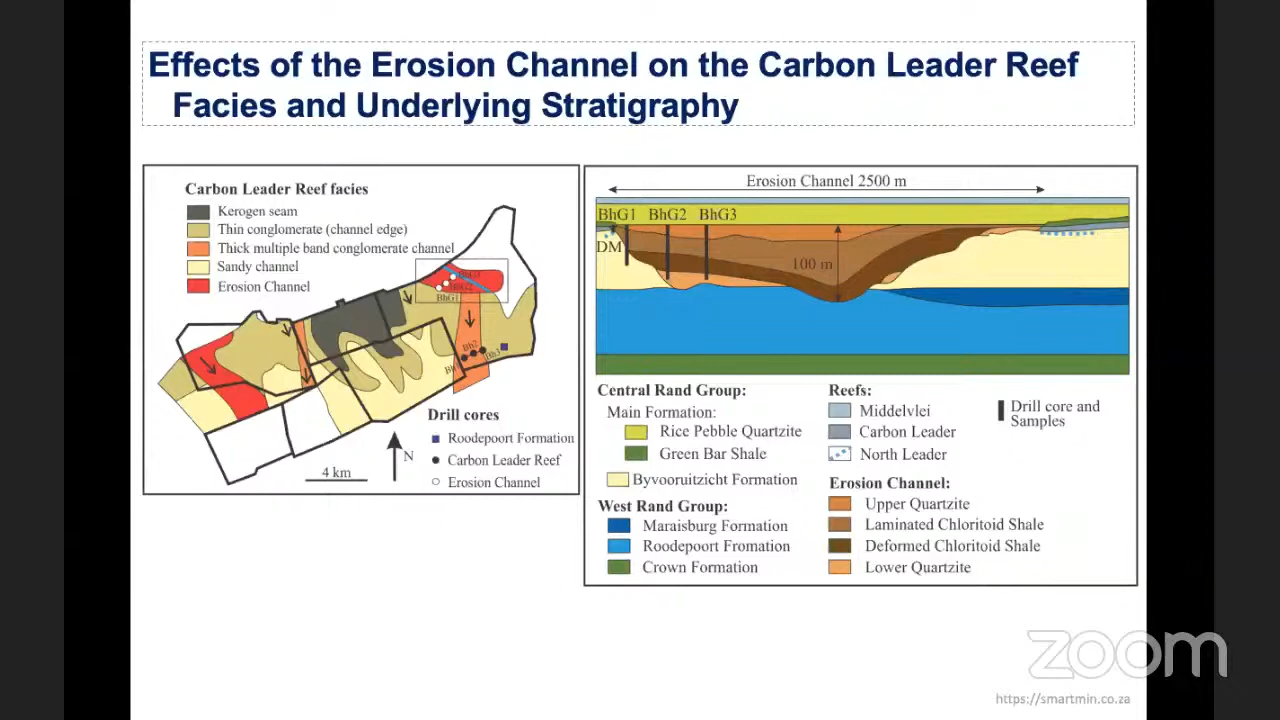 Effects of the Erosion Channel on the Carbon Leader Reef
Facies and Underlying Stratigraphy
Carbon Leader Reef facies
Kerogen seam
Thin conglomerate (channel edge)
Thick multiple band conglomerate channel
Sandy channel
Erosion Channel
BhG3
BhG2
BhG1
Bh2
Bh3
Drill cores
Roodepoort Formation
Carbon Leader Reef
Erosion Channel
N
4 km
Erosion Channel 2500 m
BhG1 BhG2 BhG3
DM
100 m
Central Rand Group:
Main Formation:
Rice Pebble Quartzite
Green Bar Shale
Byvooruitzicht Formation
West Rand Group:
Maraisburg Formation
Roodepoort Fromation
Crown Formation
Reefs:
Middelvlei
Carbon Leader
North Leader
Drill core and
Samples
Erosion Channel:
Upper Quartzite
Laminated Chloritoid Shale
Deformed Chloritoid Shale
Lower Quartzite
zoom
https://smartmin.co.za